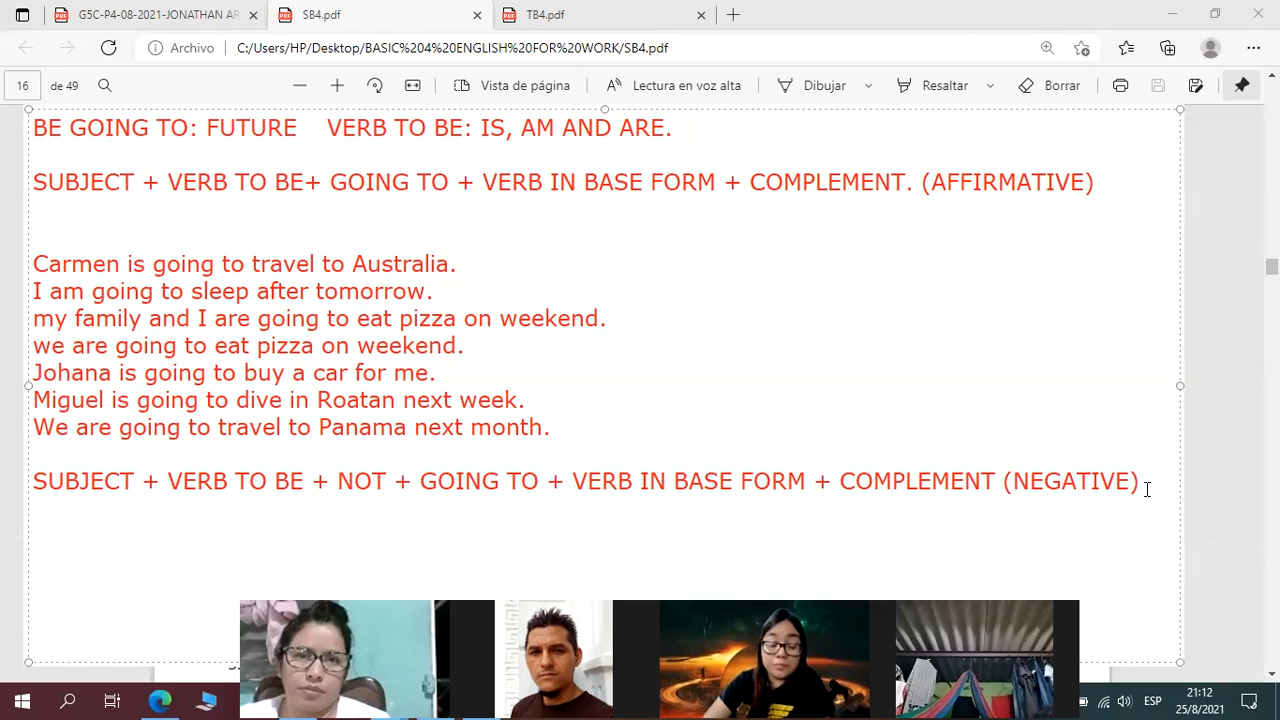 G5C-P4-08-2021-JONATHAN AR
SB4.pdf
TB4.pdf
Archivo
C:/Users/HP/Desktop/BASIC%204%20ENGLISH%20FOR%20WORK/SB4.pdf
16
de 49
Vista de página
Lectura en voz alta
Dibujar
Resaltar
Borrar
BE GOING TO: FUTURE VERB TO BE: IS, AM AND ARE.
SUBJECT + VERB TO BE+ GOING TO + VERB IN BASE FORM + COMPLEMENT. (AFFIRMATIVE)
Carmen is going to travel to Australia.
I am going to sleep after tomorrow.
my family and I are going to eat pizza on weekend.
we are going to eat pizza on weekend.
Johana is going to buy a car for me.
Miguel is going to dive in Roatan next week.
We are going to travel to Panama next month.
SUBJECT + VERB TO BE + NOT + GOING TO + VERB IN BASE FORM + COMPLEMENT (NEGATIVE)
ESP
21:12
25/8/2021